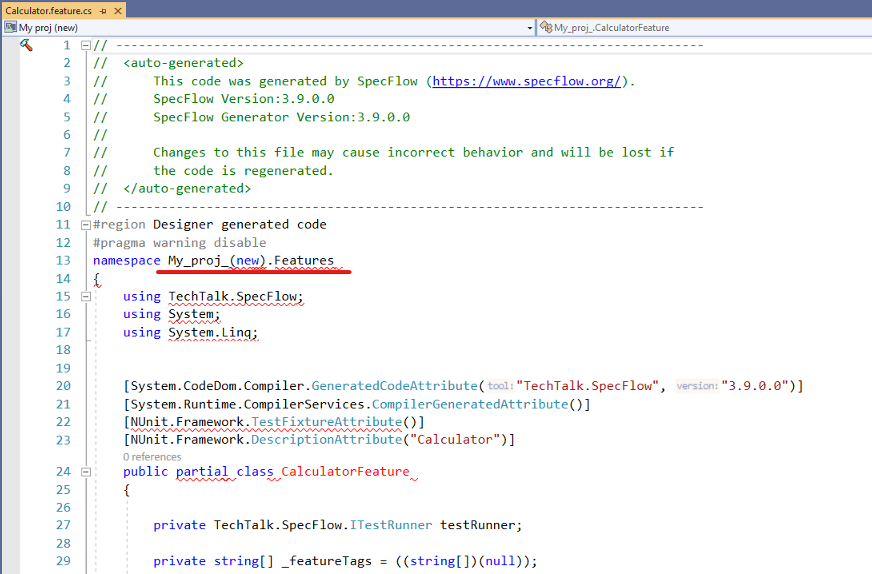 Calculator.feature.cs
My proj (new) My_proj_.CalculatorFeature
1 // ------------------------------------------------------------------------------
2 // <auto-generated>
3 // This code was generated by SpecFlow (https://www.specflow.org/).
4 // SpecFlow Version:3.9.0.0
5 // SpecFlow Generator Version:3.9.0.0
6 //
7 // Changes to this file may cause incorrect behavior and will be lost if
8 // the code is regenerated.
9 // </auto-generated>
10 // ------------------------------------------------------------------------------
11 #region Designer generated code
12 #pragma warning disable
13 namespace My_proj_(new).Features
14 {
15 using TechTalk.SpecFlow;
16 using System;
17 using System.Linq;
18
19
20 [System.CodeDom.Compiler.GeneratedCodeAttribute(tool:"TechTalk.SpecFlow", version:"3.9.0.0")]
21 [System.Runtime.CompilerServices.CompilerGeneratedAttribute()]
22 [NUnit.Framework.TestFixtureAttribute()]
23 [NUnit.Framework.DescriptionAttribute("Calculator")]
0 references
24 public partial class CalculatorFeature
25 {
26
27 private TechTalk.SpecFlow.ITestRunner testRunner;
28
29 private string[] _featureTags = ((string[])(null));